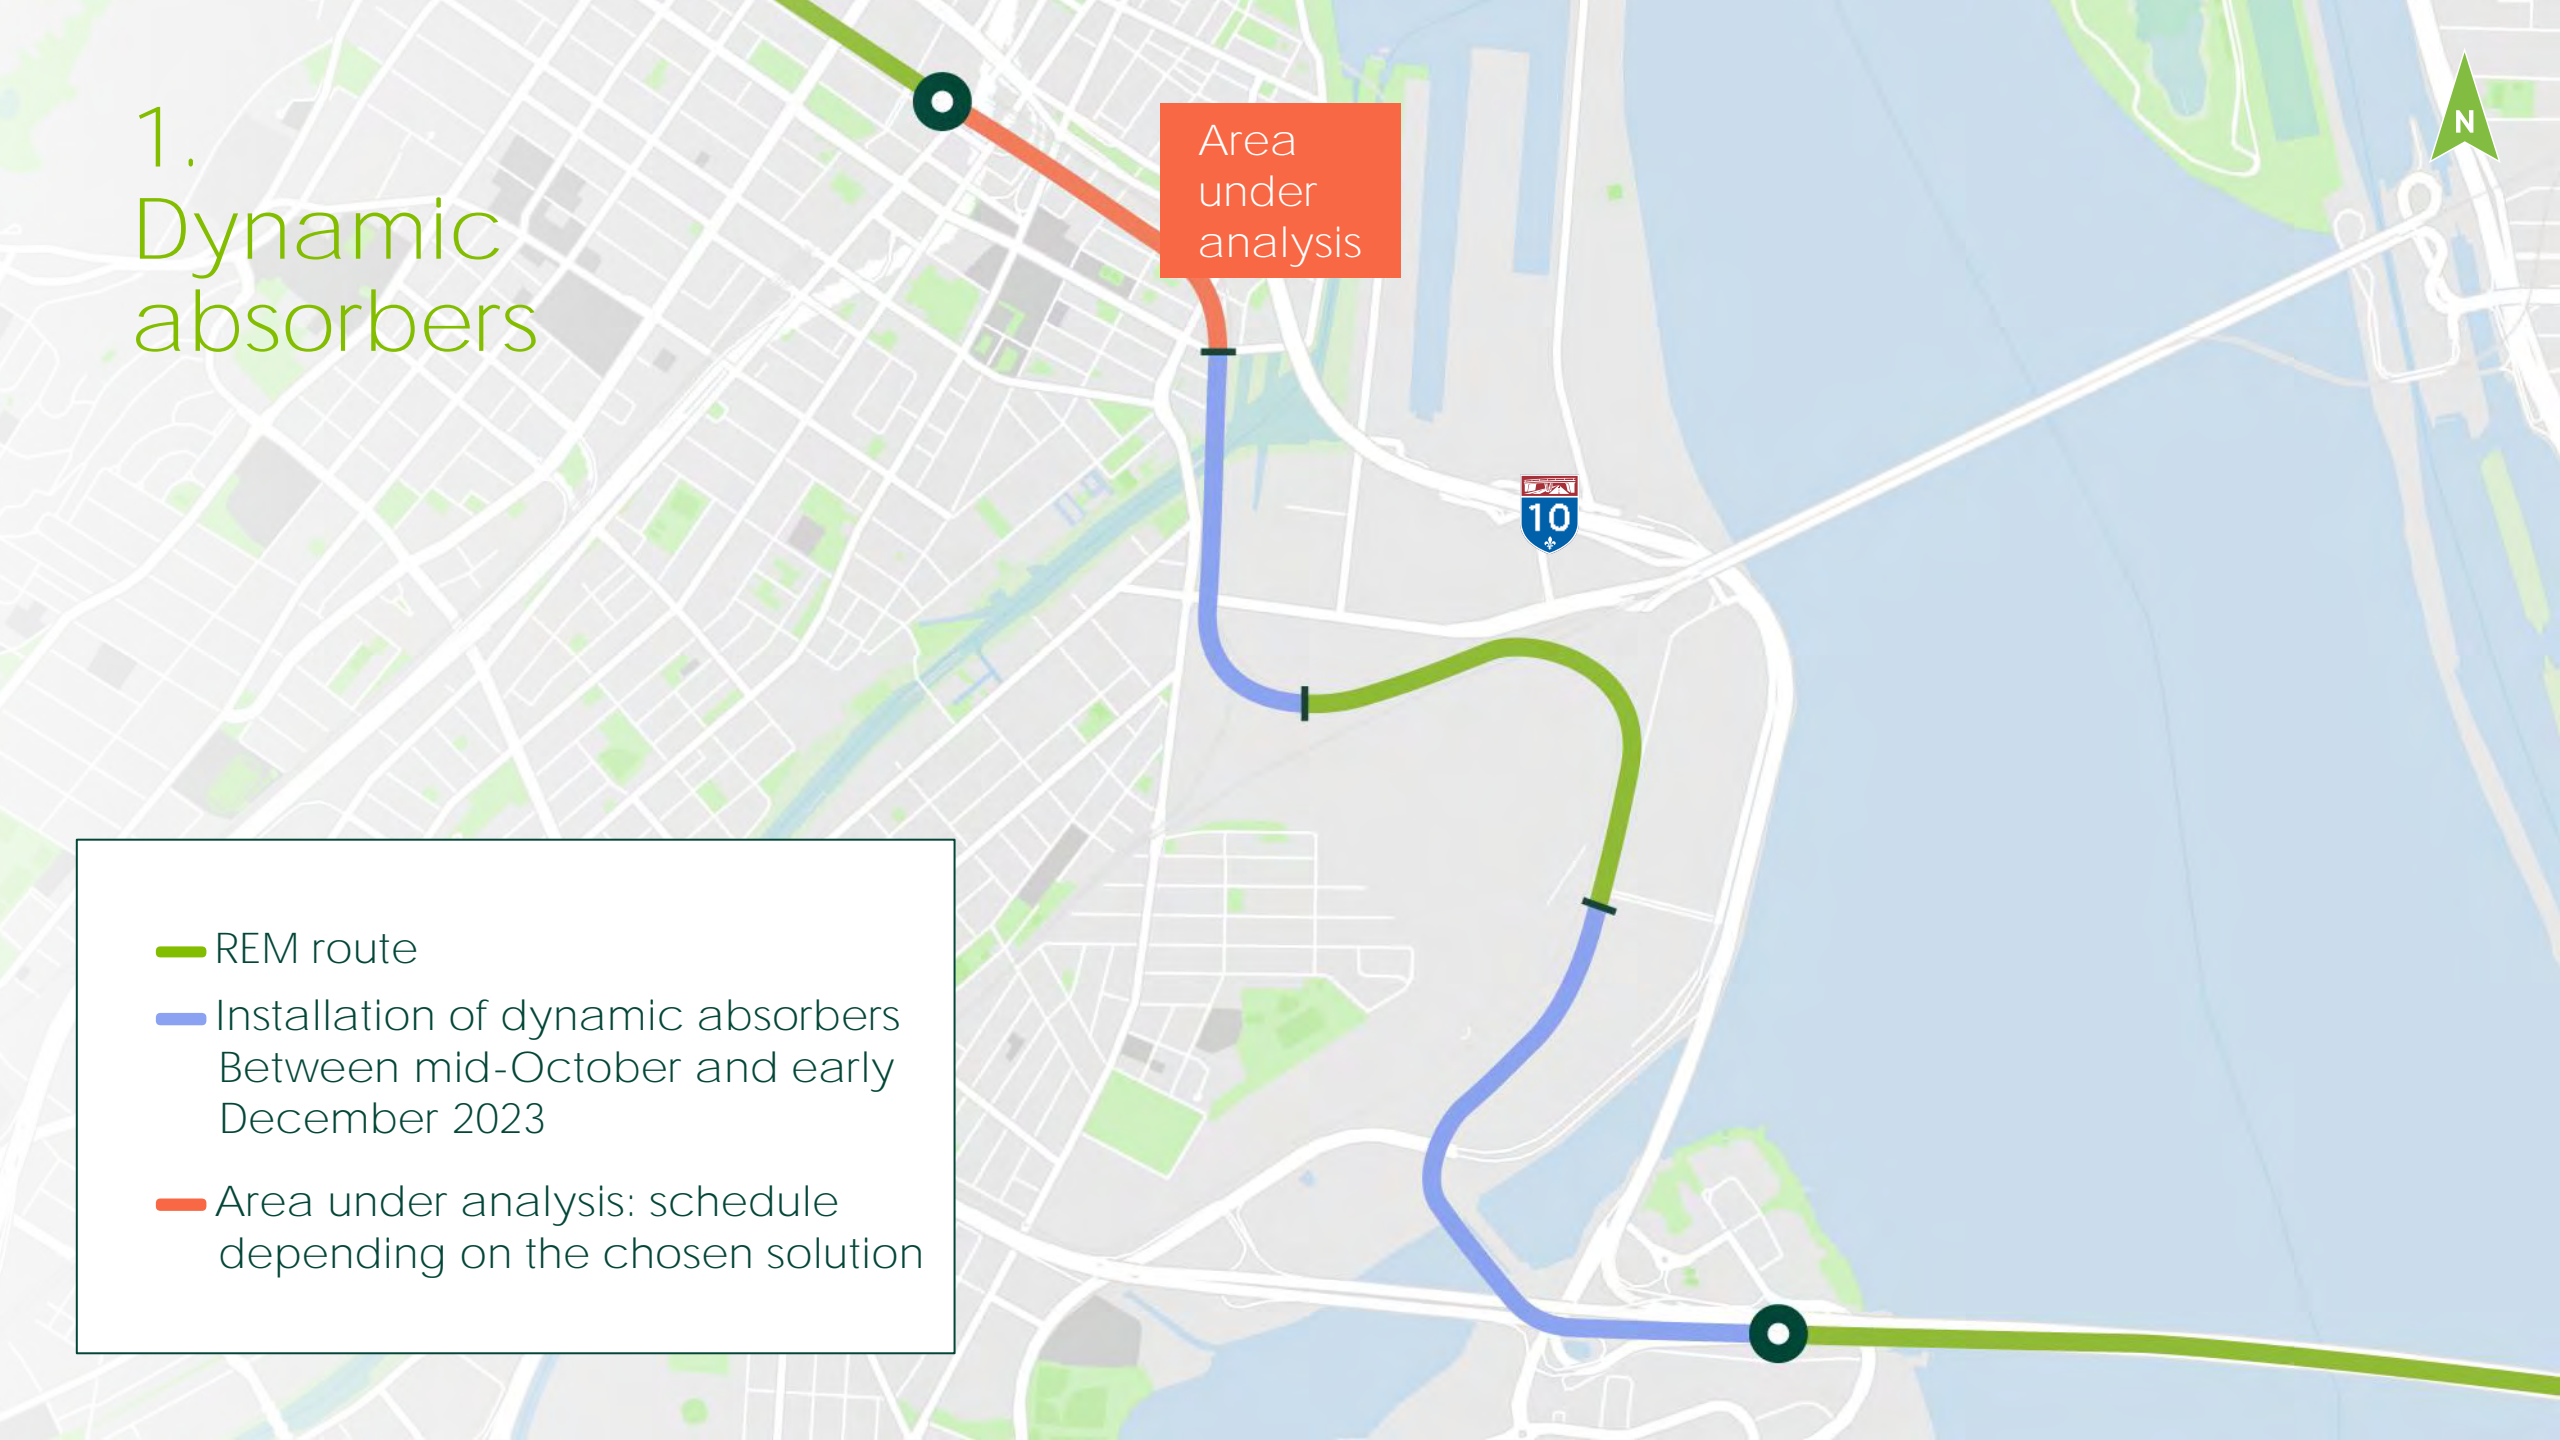 1.
Dynamic
absorbers
Area
under
analysis
N
10
REM route
Installation of dynamic absorbers
Between mid-October and early
December 2023
Area under analysis: schedule
depending on the chosen solution